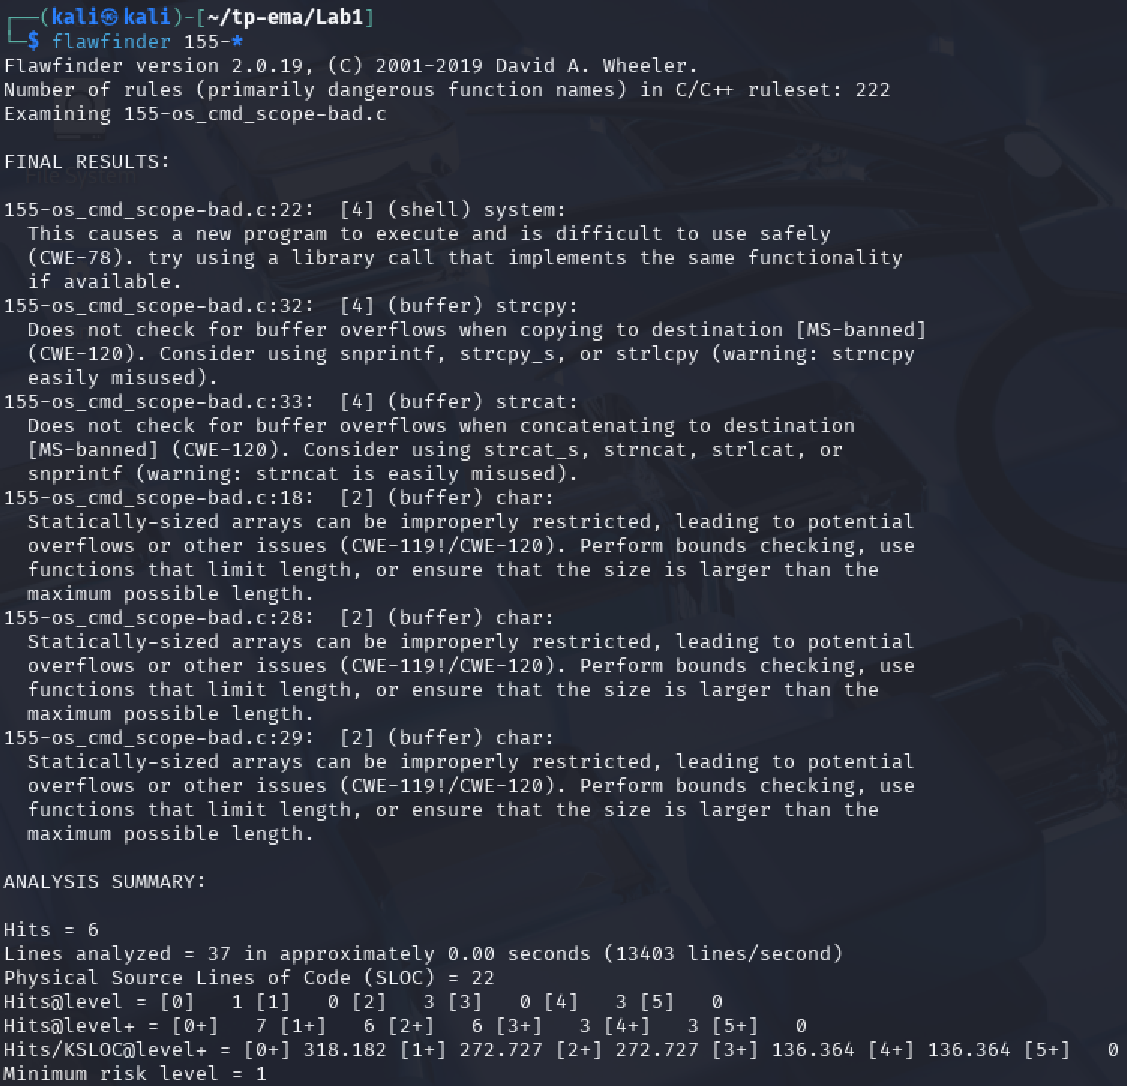 ┌──(kali㉿kali)-[~/tp-ema/Lab1]
└─$ flawfinder 155-*
Flawfinder version 2.0.19, (C) 2001-2019 David A. Wheeler.
Number of rules (primarily dangerous function names) in C/C++ ruleset: 222
Examining 155-os_cmd_scope-bad.c
FINAL RESULTS:
File System
155-os_cmd_scope-bad.c:22:  [4] (shell) system:
  This causes a new program to execute and is difficult to use safely
  (CWE-78). try using a library call that implements the same functionality
  if available.
155-os_cmd_scope-bad.c:32:  [4] (buffer) strcpy:
  Does not check for buffer overflows when copying to destination [MS-banned]
  (CWE-120). Consider using snprintf, strcpy_s, or strlcpy (warning: strncpy
  easily misused).
155-os_cmd_scope-bad.c:33:  [4] (buffer) strcat:
  Does not check for buffer overflows when concatenating to destination
  [MS-banned] (CWE-120). Consider using strcat_s, strncat, strlcat, or
  snprintf (warning: strncat is easily misused).
155-os_cmd_scope-bad.c:18:  [2] (buffer) char:
  Statically-sized arrays can be improperly restricted, leading to potential
  overflows or other issues (CWE-119!/CWE-120). Perform bounds checking, use
  functions that limit length, or ensure that the size is larger than the
  maximum possible length.
155-os_cmd_scope-bad.c:28:  [2] (buffer) char:
  Statically-sized arrays can be improperly restricted, leading to potential
  overflows or other issues (CWE-119!/CWE-120). Perform bounds checking, use
  functions that limit length, or ensure that the size is larger than the
  maximum possible length.
155-os_cmd_scope-bad.c:29:  [2] (buffer) char:
  Statically-sized arrays can be improperly restricted, leading to potential
  overflows or other issues (CWE-119!/CWE-120). Perform bounds checking, use
  functions that limit length, or ensure that the size is larger than the
  maximum possible length.
ANALYSIS SUMMARY:
Hits = 6
Lines analyzed = 37 in approximately 0.00 seconds (13403 lines/second)
Physical Source Lines of Code (SLOC) = 22
Hits@level = [0]   1 [1]   0 [2]   3 [3]   0 [4]   3 [5]   0
Hits@level+ = [0+]   7 [1+]   6 [2+]   6 [3+]   3 [4+]   3 [5+]   0
Hits/KSLOC@level+ = [0+] 318.182 [1+] 272.727 [2+] 272.727 [3+] 136.364 [4+] 136.364 [5+]   0
Minimum risk level = 1